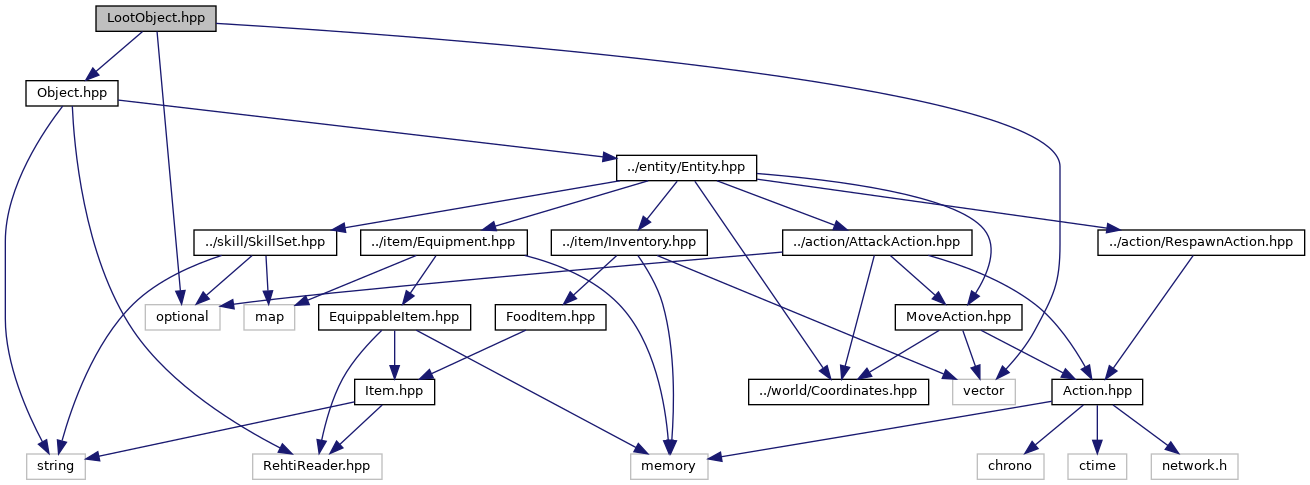 LootObject.hpp
Object.hpp
../entity/Entity.hpp
../skill/SkillSet.hpp
../item/Equipment.hpp
../item/Inventory.hpp
../action/AttackAction.hpp
../action/RespawnAction.hpp
optional
map
EquippableItem.hpp
FoodItem.hpp
MoveAction.hpp
Item.hpp
../world/Coordinates.hpp
vector
Action.hpp
string
RehtiReader.hpp
memory
chrono
ctime
network.h